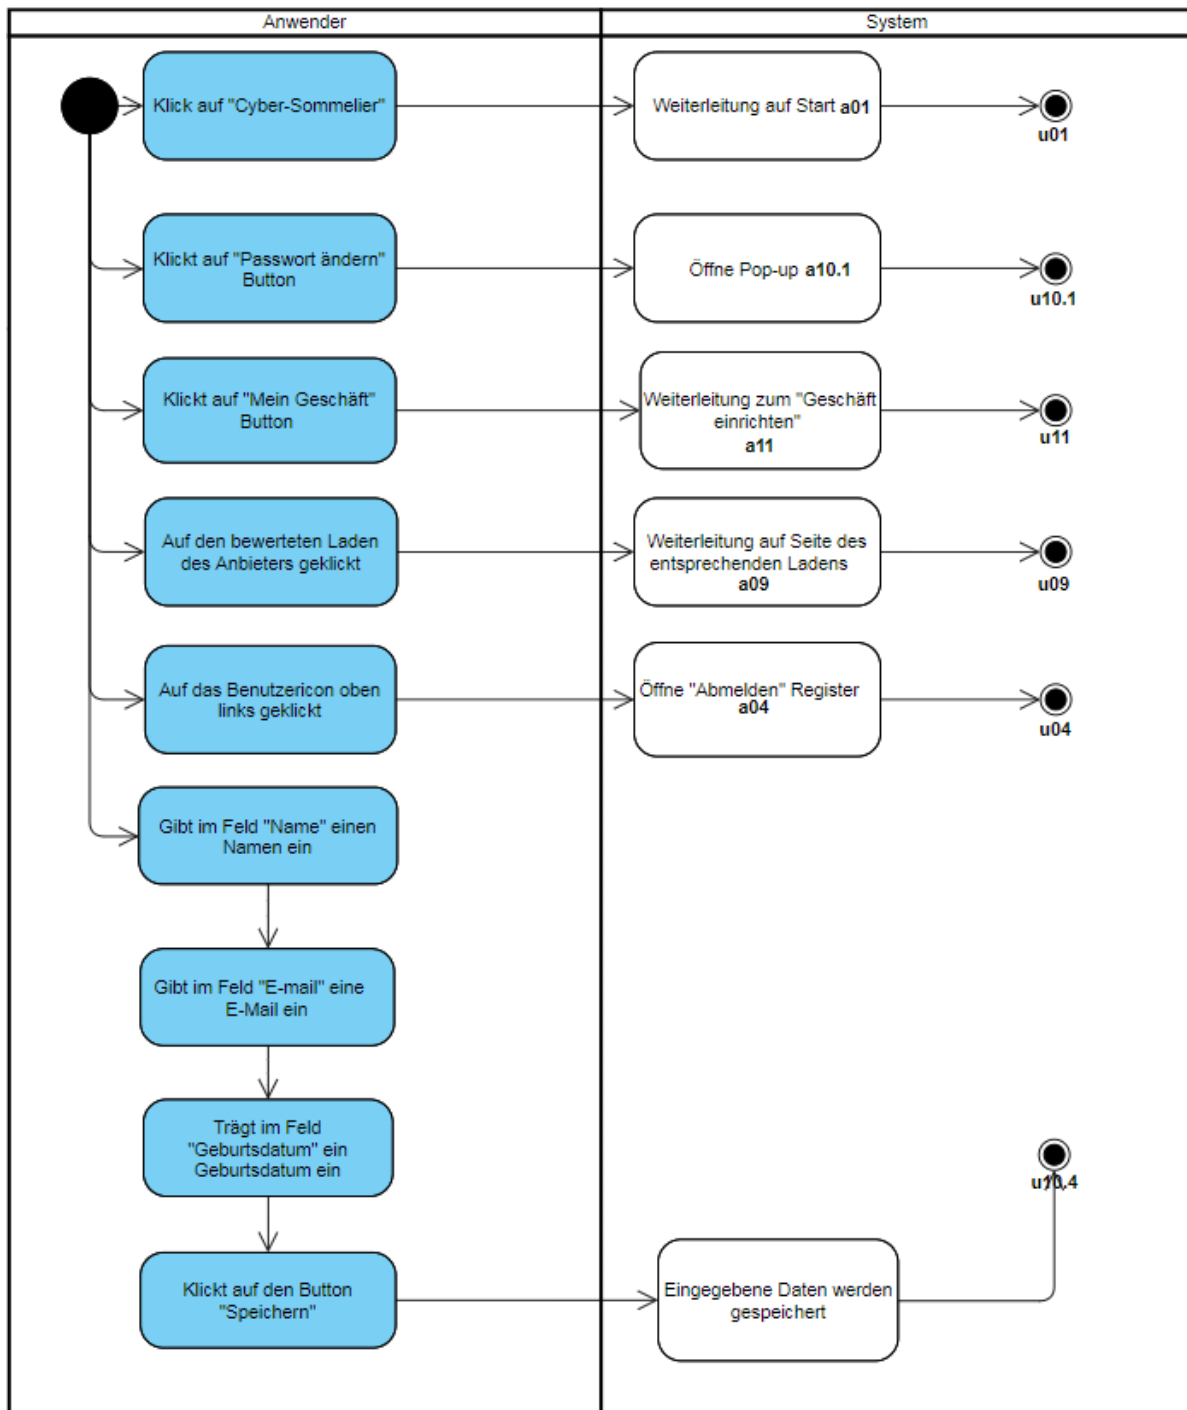 Anwender
System
Klick auf "Cyber-Sommelier"
Weiterleitung auf Start a01
u01
Klickt auf "Passwort ändern"
Button
Öffne Pop-up a10.1
u10.1
Klickt auf "Mein Geschäft"
Button
Weiterleitung zum "Geschäft
einrichten"
a11
u11
Auf den bewerteten Laden
des Anbieters geklickt
Weiterleitung auf Seite des
entsprechenden Ladens
a09
u09
Auf das Benutzericon oben
links geklickt
Öffne "Abmelden" Register
a04
u04
Gibt im Feld "Name" einen
Namen ein
Gibt im Feld "E-mail" eine
E-Mail ein
Trägt im Feld
"Geburtsdatum" ein
Geburtsdatum ein
u10.4
Klickt auf den Button
"Speichern"
Eingegebene Daten werden
gespeichert